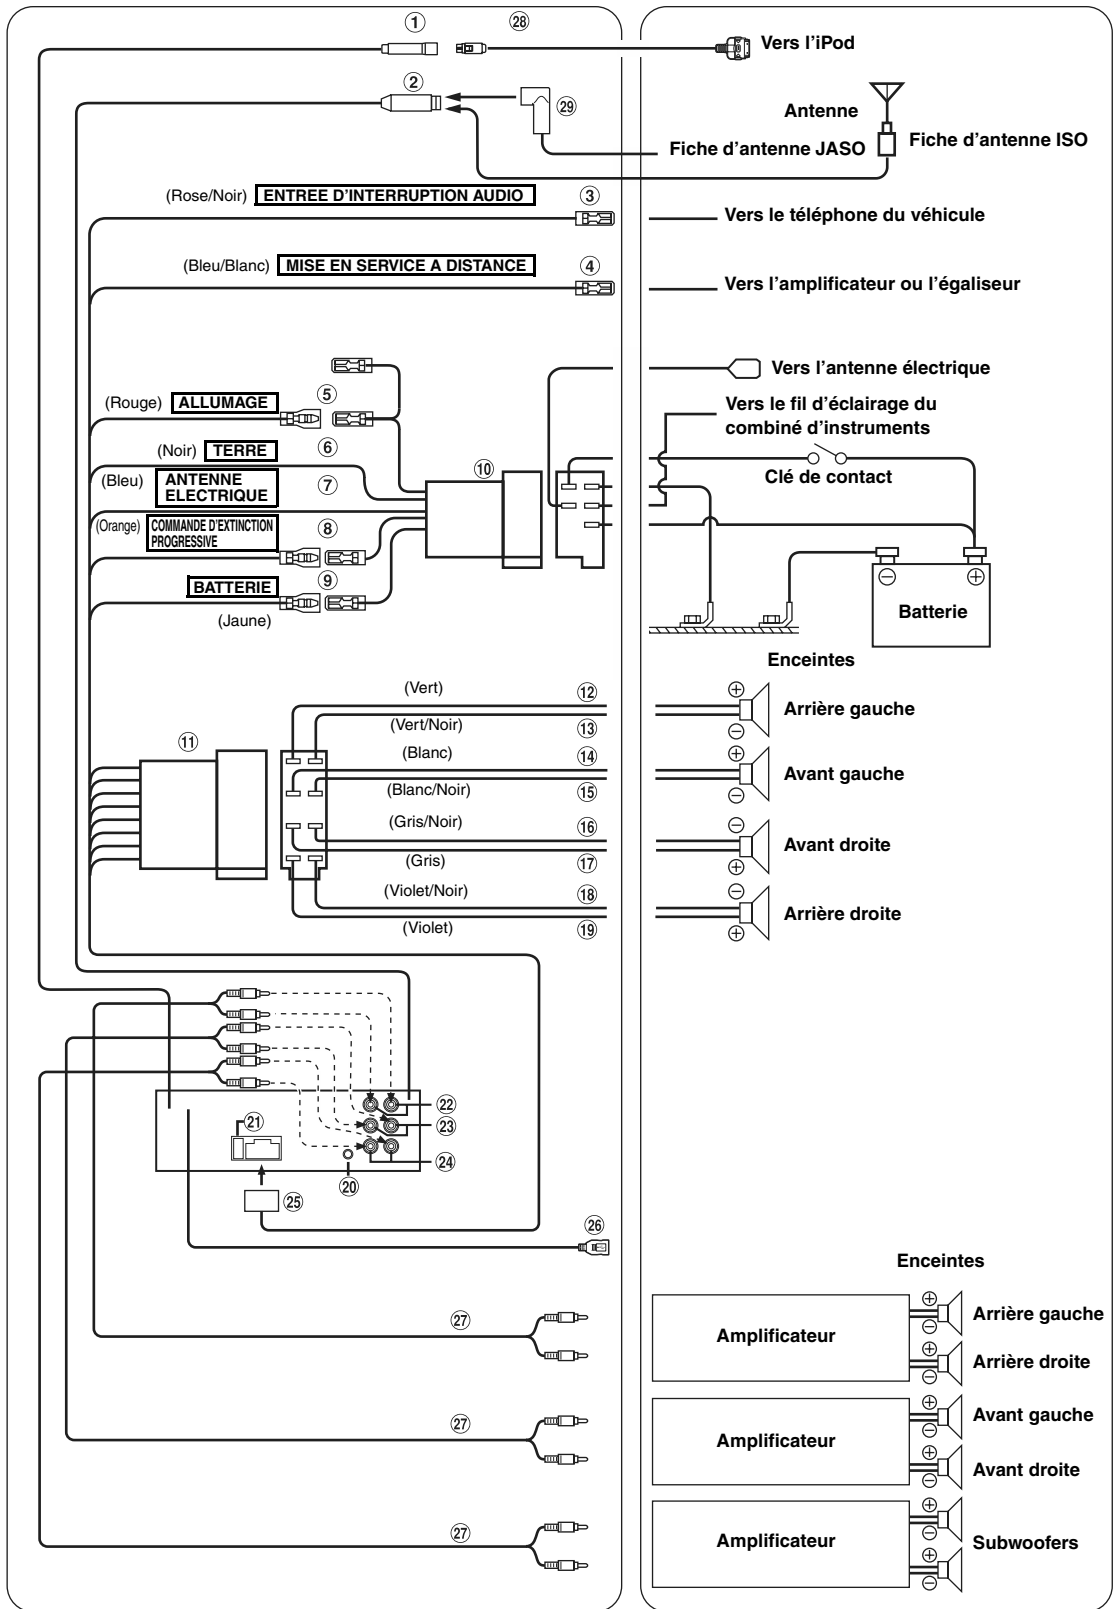 ① ㉘ Vers l'iPod
② ㉙ Antenne
Fiche d'antenne JASO
Fiche d'antenne ISO
(Rose/Noir) ENTREE D'INTERRUPTION AUDIO ③
Vers le téléphone du véhicule
(Bleu/Blanc) MISE EN SERVICE A DISTANCE ④
Vers l'amplificateur ou l'égaliseur
Vers l'antenne électrique
(Rouge) ALLUMAGE ⑤
Vers le fil d'éclairage du
combiné d'instruments
(Noir) TERRE ⑥
⑩
Clé de contact
(Bleu) ANTENNE
ELECTRIQUE ⑦
(Orange) COMMANDE D'EXTINCTION
PROGRESSIVE ⑧
BATTERIE ⑨
(Jaune)
⊖ ⊕
Batterie
Enceintes
(Vert) ⑫ ⊕
Arrière gauche
(Vert/Noir) ⑬ ⊖
⑪
(Blanc) ⑭ ⊕
Avant gauche
(Blanc/Noir) ⑮ ⊖
(Gris/Noir) ⑯ ⊖
Avant droite
(Gris) ⑰ ⊕
(Violet/Noir) ⑱ ⊖
Arrière droite
(Violet) ⑲ ⊕
㉒
㉑ ㉓
㉔
⑳
㉕
㉖
Enceintes
㉗ Amplificateur
⊕ Arrière gauche
⊖
⊕ Arrière droite
⊖
㉗ Amplificateur
⊕ Avant gauche
⊖
⊕ Avant droite
⊖
㉗ Amplificateur
⊕
⊖ Subwoofers
⊕
⊖